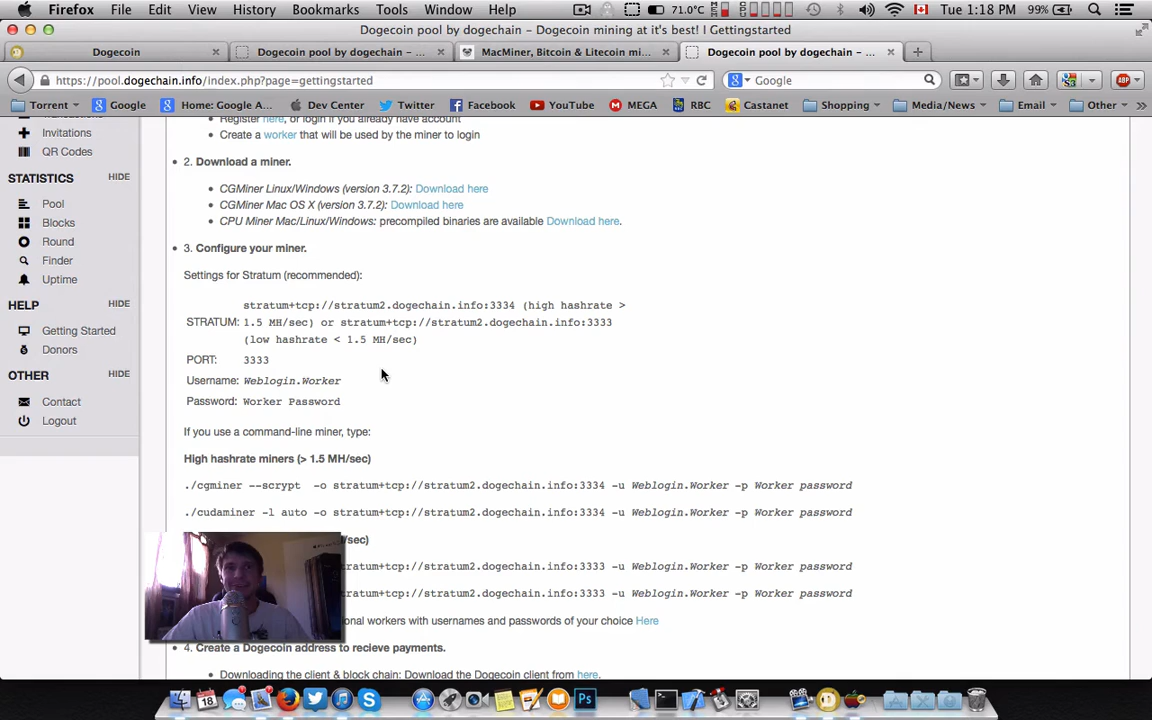 Firefox File Edit View History Bookmarks Tools Window Help 71.0°C Tue 1:18 PM 99%
Dogecoin pool by dogechain - Dogecoin mining at it's best! I Gettingstarted
Dogecoin × Dogecoin pool by dogechain – ... × MacMiner, Bitcoin & Litecoin mi... × Dogecoin pool by dogechain – ... × +
https://pool.dogechain.info/index.php?page=gettingstarted Google
Torrent Google Home: Google A... Dev Center Twitter Facebook YouTube MEGA RBC Castanet Shopping Media/News Email Other
Invitations
QR Codes
STATISTICS HIDE
Pool
Blocks
Round
Finder
Uptime
HELP HIDE
Getting Started
Donors
OTHER HIDE
Contact
Logout
Register here, or login if you already have account
Create a worker that will be used by the miner to login
2. Download a miner.
CGMiner Linux/Windows (version 3.7.2): Download here
CGMiner Mac OS X (version 3.7.2): Download here
CPU Miner Mac/Linux/Windows: precompiled binaries are available Download here.
3. Configure your miner.
Settings for Stratum (recommended):
stratum+tcp://stratum2.dogechain.info:3334 (high hashrate >
STRATUM: 1.5 MH/sec) or stratum+tcp://stratum2.dogechain.info:3333
(low hashrate < 1.5 MH/sec)
PORT: 3333
Username: Weblogin.Worker
Password: Worker Password
If you use a command-line miner, type:
High hashrate miners (> 1.5 MH/sec)
./cgminer --scrypt -o stratum+tcp://stratum2.dogechain.info:3334 -u Weblogin.Worker -p Worker password
./cudaminer -l auto -o stratum+tcp://stratum2.dogechain.info:3334 -u Weblogin.Worker -p Worker password
/sec)
stratum+tcp://stratum2.dogechain.info:3333 -u Weblogin.Worker -p Worker password
stratum+tcp://stratum2.dogechain.info:3333 -u Weblogin.Worker -p Worker password
onal workers with usernames and passwords of your choice Here
4. Create a Dogecoin address to recieve payments.
Downloading the client & block chain: Download the Dogecoin client from here.
18
Ps